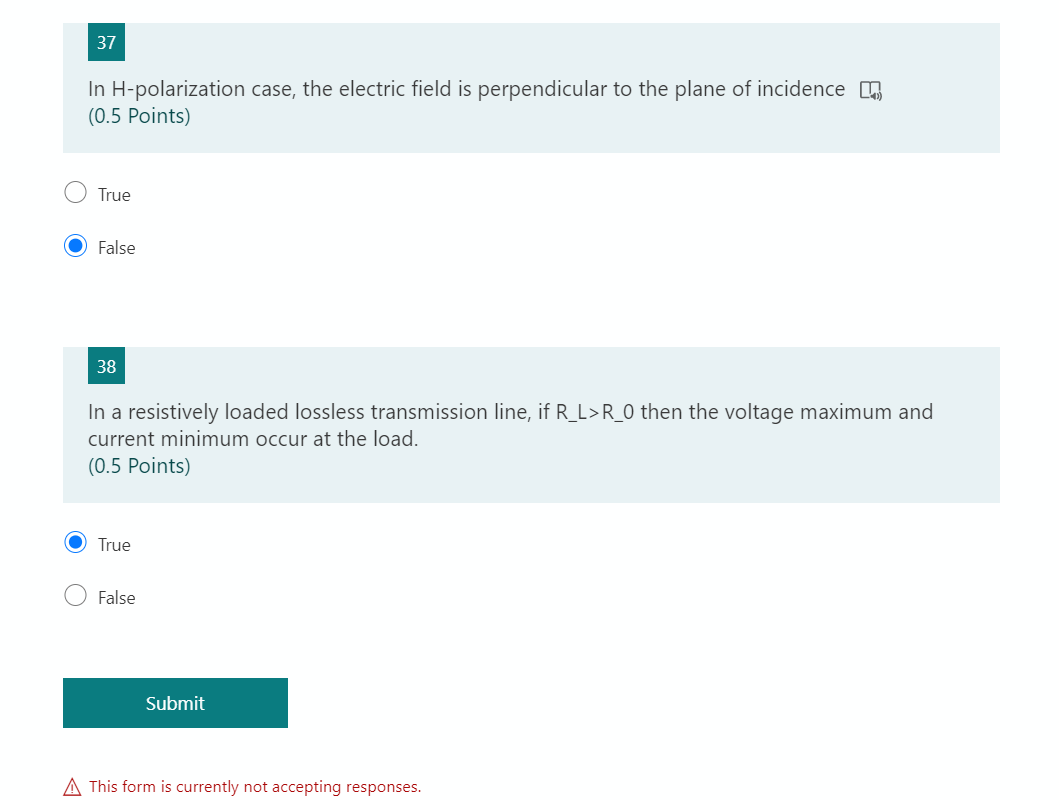 37
In H-polarization case, the electric field is perpendicular to the plane of incidence
(0.5 Points)
True
False
38
In a resistively loaded lossless transmission line, if R_L>R_0 then the voltage maximum and
current minimum occur at the load.
(0.5 Points)
True
False
Submit
This form is currently not accepting responses.